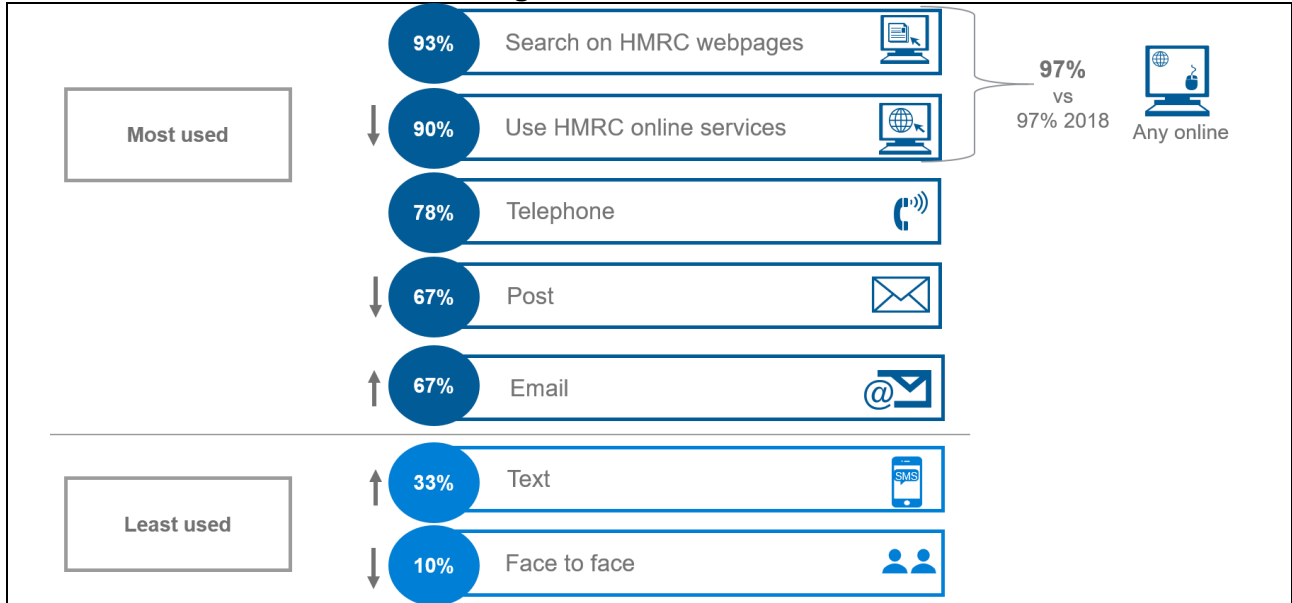 93% Search on HMRC webpages
97%
vs
97% 2018
Any online
Most used
90% Use HMRC online services
78% Telephone
67% Post
67% Email
@
33% Text
SMS
Least used
10% Face to face